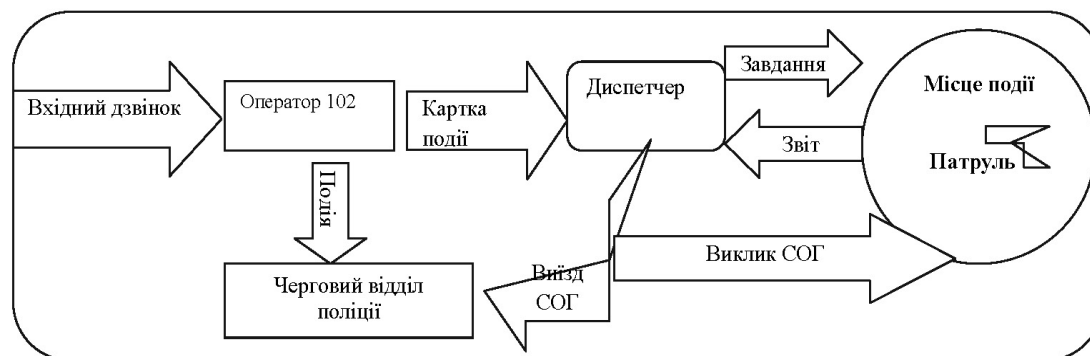 Вхідний дзвінок
Оператор 102
Картка
події
Диспетчер
Завдання
Звіт
Місце події
Патруль
Подія
Черговий відділ
поліції
Виїзд
СОГ
Виклик СОГ